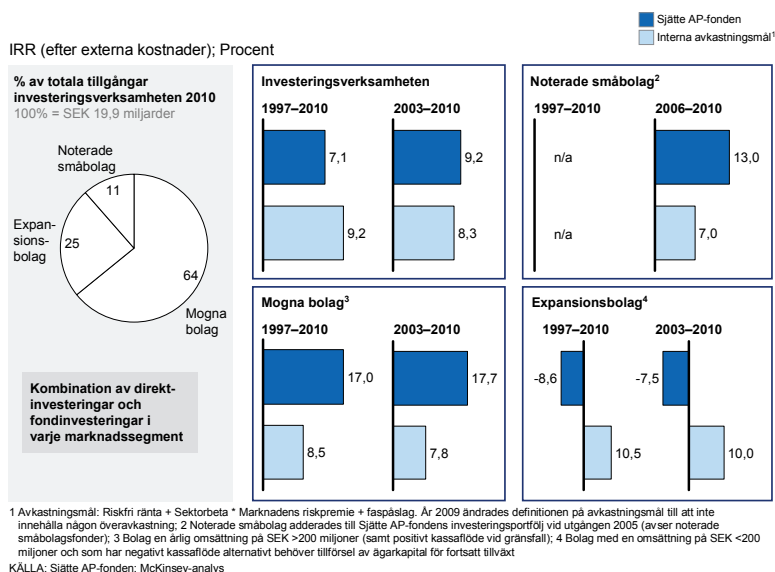 Sjätte AP-fonden
Interna avkastningsmål¹
IRR (efter externa kostnader); Procent
% av totala tillgångar
investeringsverksamheten 2010
100% = SEK 19,9 miljarder
Noterade
småbolag
11
Expan-
sions-
bolag
25
64
Mogna
bolag
Kombination av direkt-
investeringar och
fondinvesteringar i
varje marknadssegment
Investeringsverksamheten
1997–2010 2003–2010
7,1 9,2
9,2 8,3
Noterade småbolag²
1997–2010 2006–2010
n/a 13,0
n/a 7,0
Mogna bolag³
1997–2010 2003–2010
17,0 17,7
8,5 7,8
Expansionsbolag⁴
1997–2010 2003–2010
-8,6 -7,5
10,5 10,0
1 Avkastningsmål: Riskfri ränta + Sektorbeta * Marknadens riskpremie + faspåslag. År 2009 ändrades definitionen på avkastningsmål till att inte
innehålla någon överavkastning; 2 Noterade småbolag adderades till Sjätte AP-fondens investeringsportfölj vid utgången 2005 (avser noterade
småbolagsfonder); 3 Bolag en årlig omsättning på SEK >200 miljoner (samt positivt kassaflöde vid gränsfall); 4 Bolag med en omsättning på SEK <200
miljoner och som har negativt kassaflöde alternativt behöver tillförsel av ägarkapital för fortsatt tillväxt
KÄLLA: Sjätte AP-fonden; McKinsey-analys